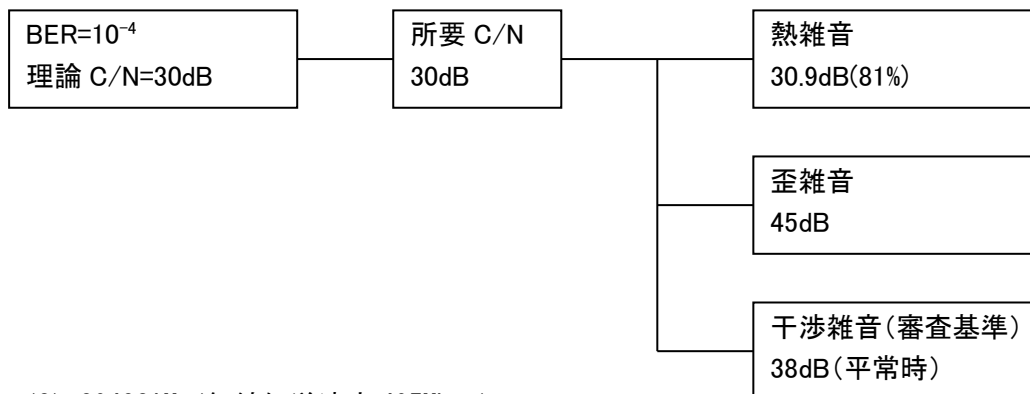 BER=10⁻⁴
理論 C/N=30dB
所要 C/N
30dB
熱雑音
30.9dB(81%)
歪雑音
45dB
干渉雑音(審査基準)
38dB(平常時)